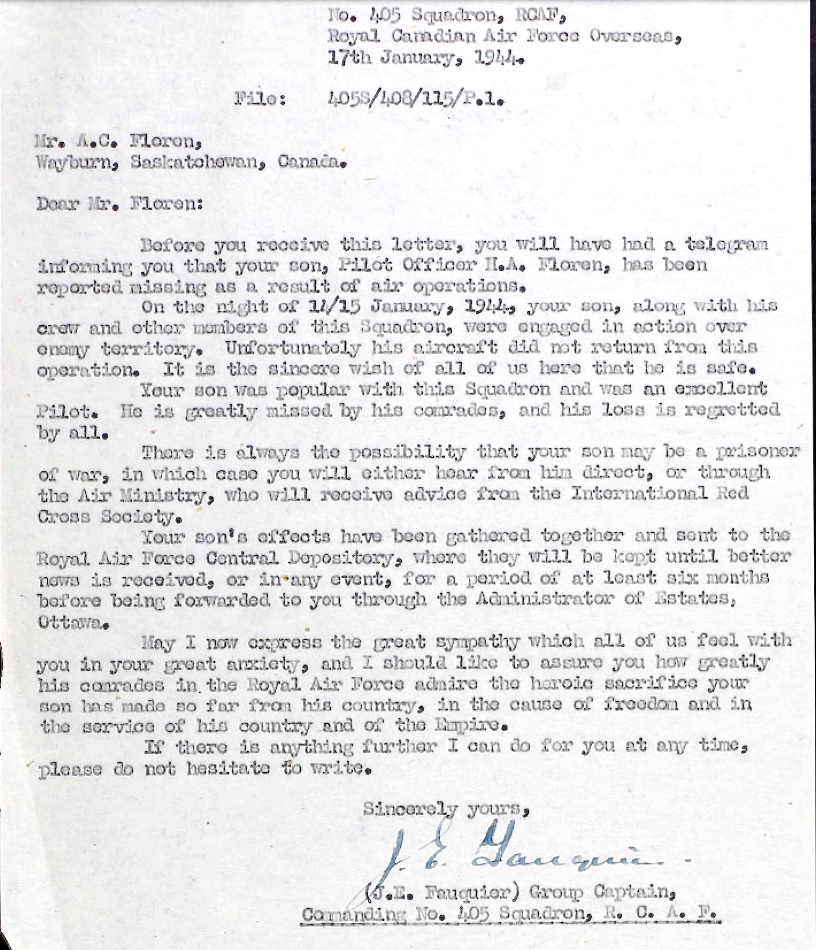 No. 405 Squadron, RCAF,
Royal Canadian Air Force Overseas,
17th January, 1944.
File: 405S/408/115/P.1.
Mr. A.C. Floren,
Wayburn, Saskatchewan, Canada.
Dear Mr. Floren:
Before you receive this letter, you will have had a telegram
informing you that your son, Pilot Officer H.A. Floren, has been
reported missing as a result of air operations.
On the night of 14/15 January, 1944, your son, along with his
crew and other members of this Squadron, were engaged in action over
enemy territory. Unfortunately his aircraft did not return from this
operation. It is the sincere wish of all of us here that he is safe.
Your son was popular with this Squadron and was an excellent
Pilot. He is greatly missed by his comrades, and his loss is regretted
by all.
There is always the possibility that your son may be a prisoner
of war, in which case you will either hear from him direct, or through
the Air Ministry, who will receive advice from the International Red
Cross Society.
Your son's effects have been gathered together and sent to the
Royal Air Force Central Depository, where they will be kept until better
news is received, or in any event, for a period of at least six months
before being forwarded to you through the Administrator of Estates,
Ottawa.
May I now express the great sympathy which all of us feel with
you in your great anxiety, and I should like to assure you how greatly
his comrades in the Royal Air Force admire the heroic sacrifice your
son has made so far from his country, in the cause of freedom and in
the service of his country and of the Empire.
If there is anything further I can do for you at any time,
please do not hesitate to write.
Sincerely yours,
J. E. Fauquier.
(J.E. Fauquier) Group Captain,
Comanding No. 405 Squadron, R. C. A. F.